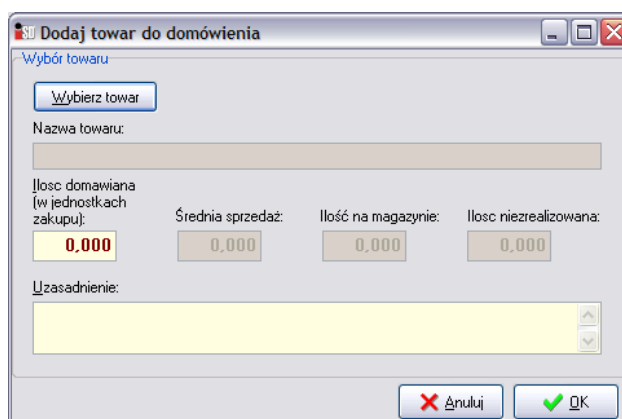 Dodaj towar do domówienia
Wybór towaru
Wybierz towar
Nazwa towaru:
Ilosc domawiana
(w jednostkach
zakupu):
Średnia sprzedaż:
Ilość na magazynie:
Ilosc niezrealizowana:
0,000
0,000
0,000
0,000
Uzasadnienie:
Anuluj
OK